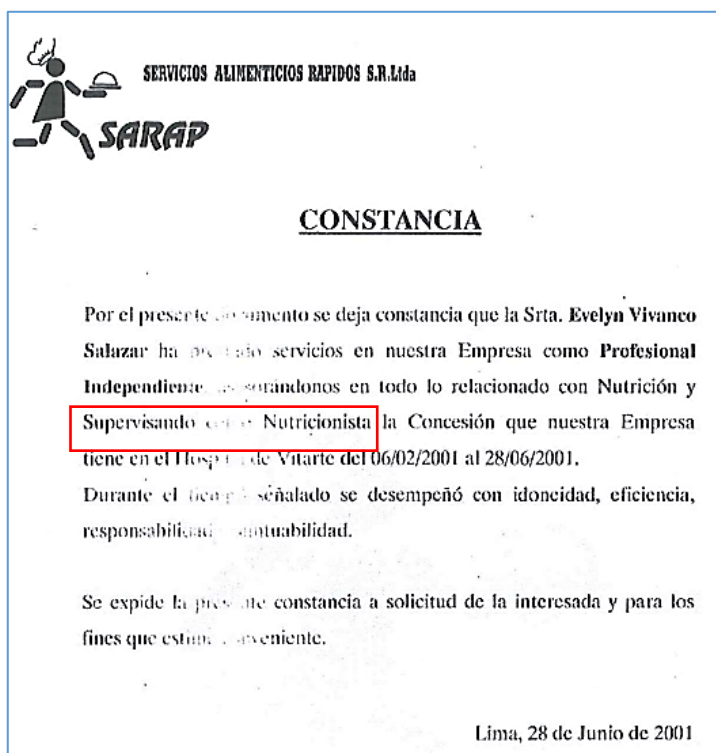 SERVICIOS ALIMENTICIOS RAPIDOS S.R.Ltda
SARAP
CONSTANCIA
Por el presente documento se deja constancia que la Srta. Evelyn Vivanco
Salazar ha prestado servicios en nuestra Empresa como Profesional
Independiente, asesorándonos en todo lo relacionado con Nutrición y
Supervisando como Nutricionista la Concesión que nuestra Empresa
tiene en el Hospital de Vitarte del 06/02/2001 al 28/06/2001.
Durante el tiempo señalado se desempeñó con idoneidad, eficiencia,
responsabilidad puntuabilidad.
Se expide la presente constancia a solicitud de la interesada y para los
fines que estime conveniente.
Lima, 28 de Junio de 2001